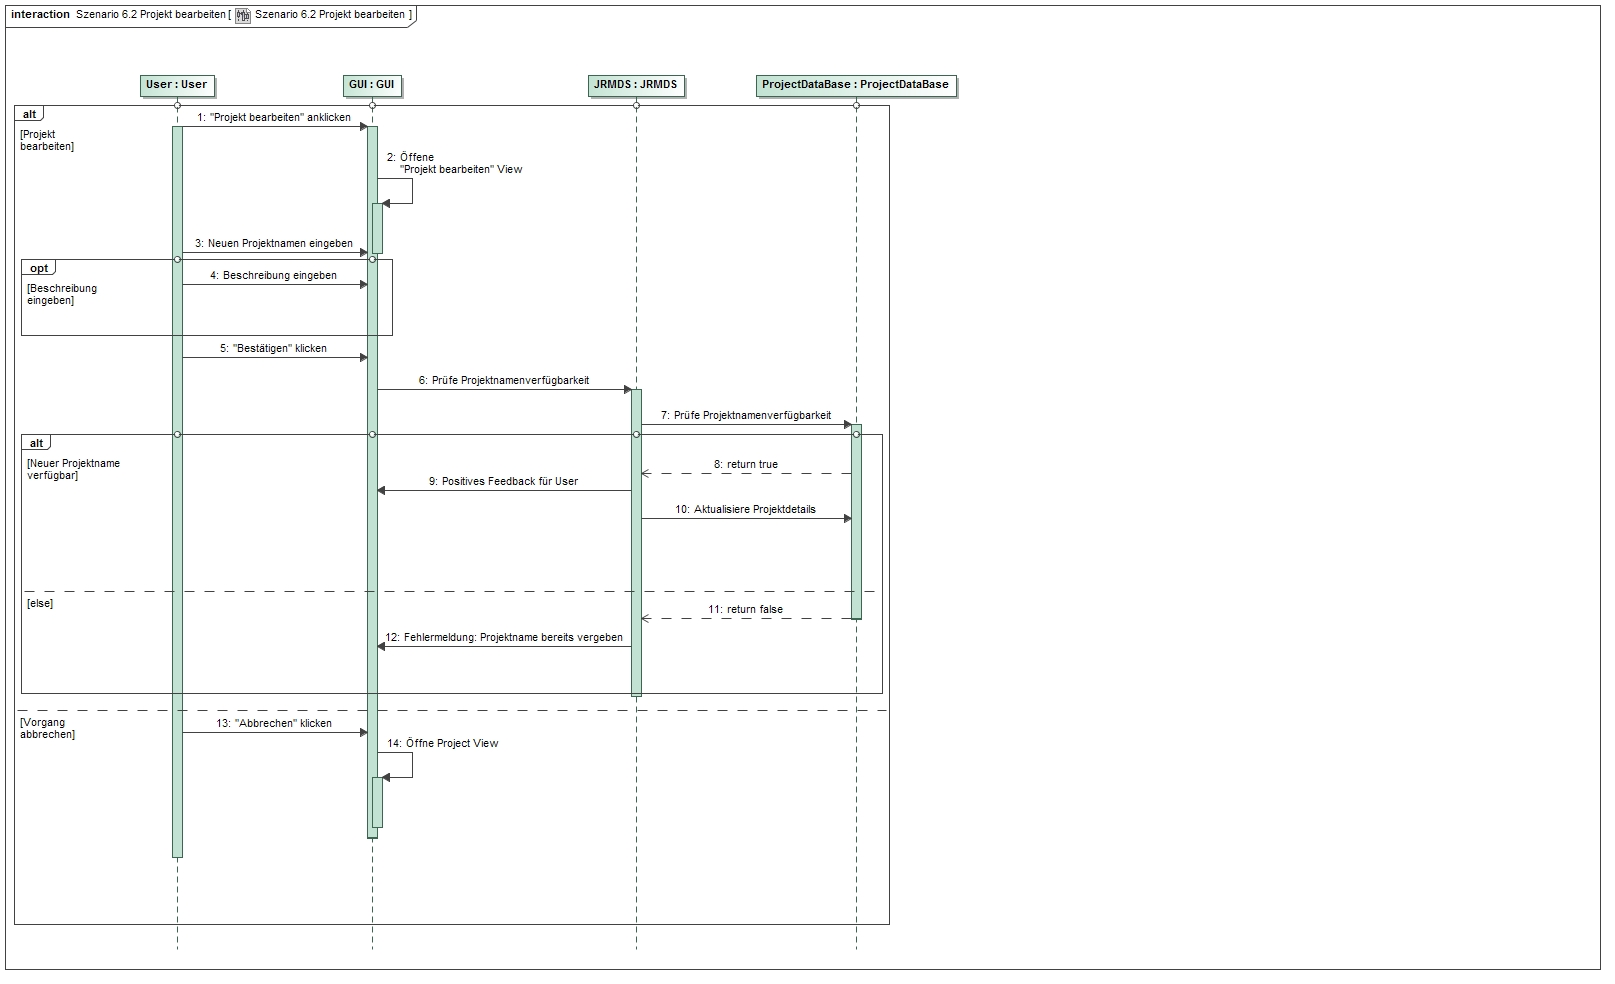 interaction Szenario 6.2 Projekt bearbeiten [ Szenario 6.2 Projekt bearbeiten ]
User : User
GUI : GUI
JRMDS : JRMDS
ProjectDataBase : ProjectDataBase
alt
[Projekt
bearbeiten]
1: "Projekt bearbeiten" anklicken
2: Öffene
"Projekt bearbeiten" View
3: Neuen Projektnamen eingeben
opt
[Beschreibung
eingeben]
4: Beschreibung eingeben
5: "Bestätigen" klicken
6: Prüfe Projektnamenverfügbarkeit
7: Prüfe Projektnamenverfügbarkeit
alt
[Neuer Projektname
verfügbar]
8: return true
9: Positives Feedback für User
10: Aktualisiere Projektdetails
[else]
11: return false
12: Fehlermeldung: Projektname bereits vergeben
[Vorgang
abbrechen]
13: "Abbrechen" klicken
14: Öffne Project View